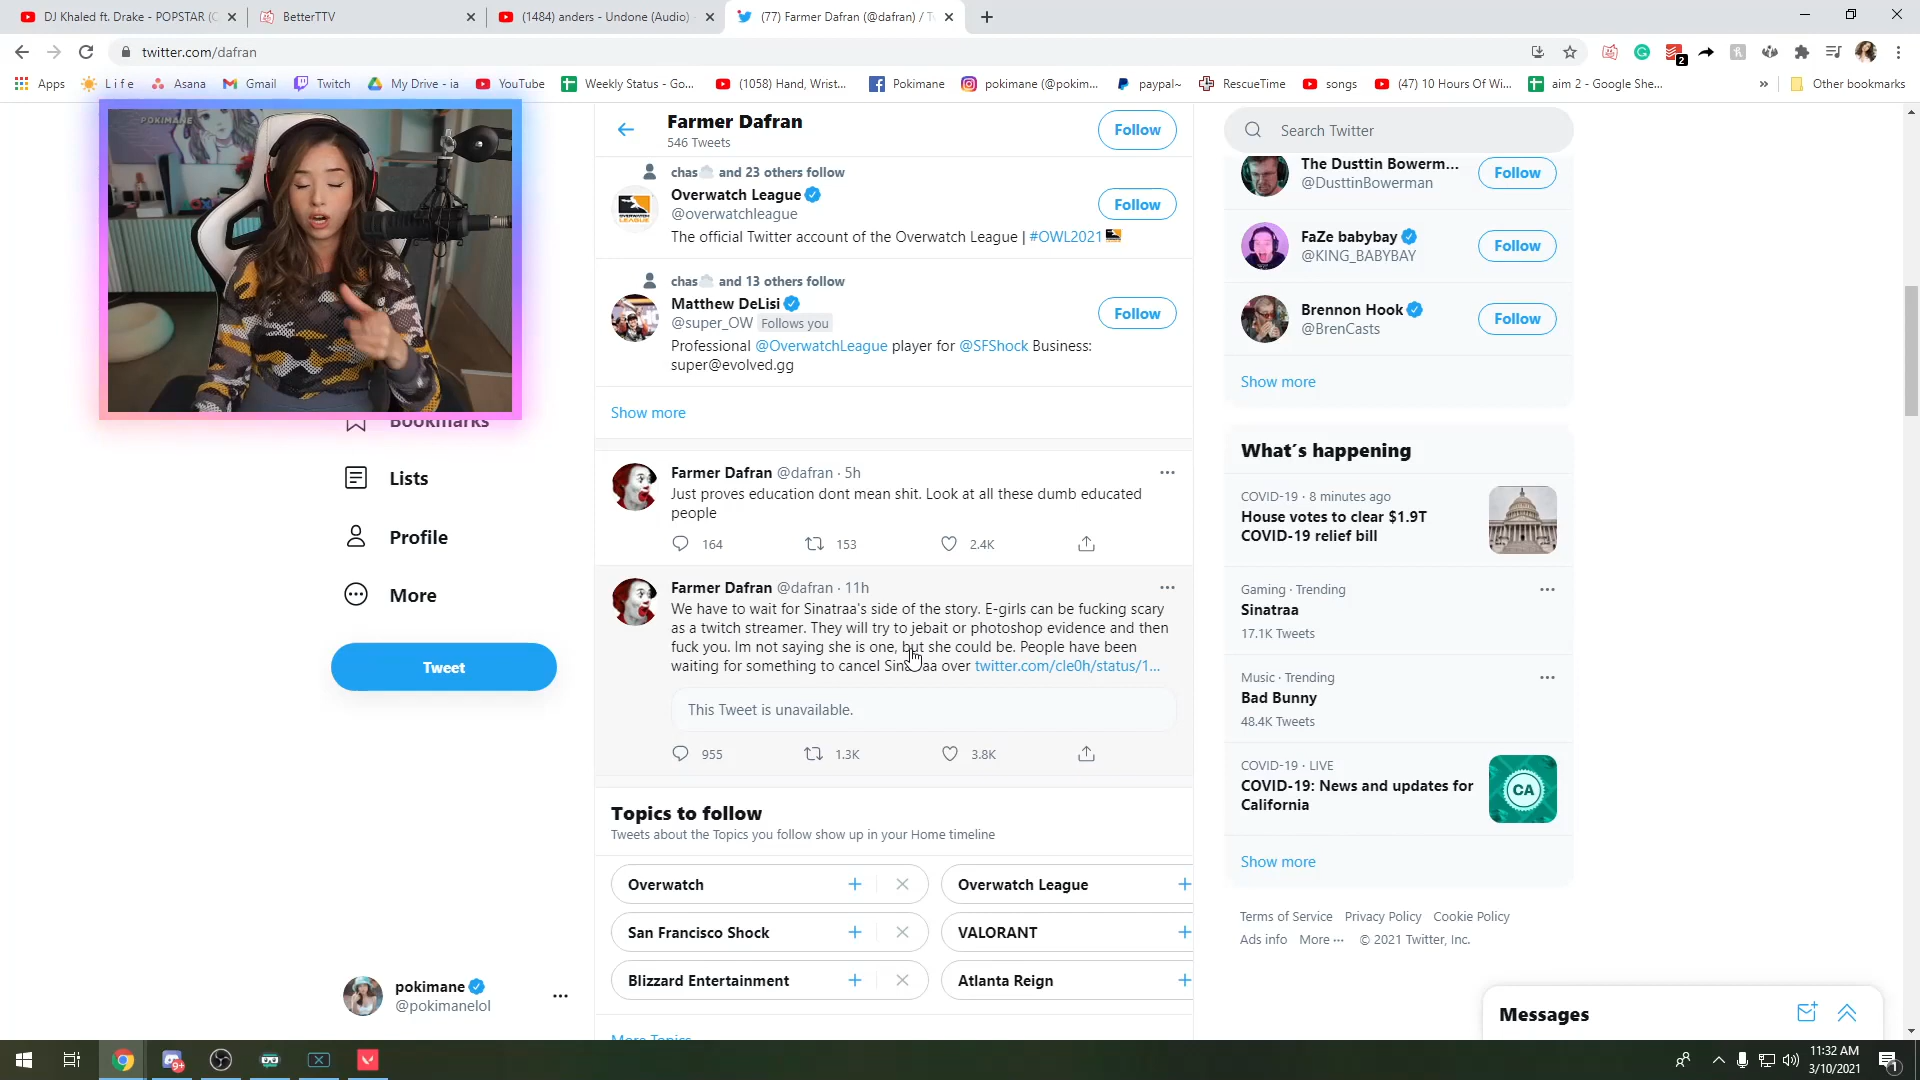 DJ Khaled ft. Drake - POPSTAR (
BetterTTV
(1484) anders - Undone (Audio)
(77) Farmer Dafran (@dafran) / T
twitter.com/dafran
2
Apps
L i f e
Asana
Gmail
Twitch
My Drive - ia
YouTube
Weekly Status - Go...
(1058) Hand, Wrist...
Pokimane
pokimane (@pokim...
paypal~
RescueTime
songs
(47) 10 Hours Of Wi...
aim 2 - Google She...
»
Other bookmarks
POKIMANE
Bookmarks
Lists
Profile
More
Tweet
pokimane
@pokimanelol
Farmer Dafran
546 Tweets
Follow
chas and 23 others follow
Overwatch League
@overwatchleague
Follow
The official Twitter account of the Overwatch League | #OWL2021
chas and 13 others follow
Matthew DeLisi
@super_OW Follows you
Follow
Professional @OverwatchLeague player for @SFShock Business:
super@evolved.gg
Show more
Farmer Dafran @dafran · 5h
Just proves education dont mean shit. Look at all these dumb educated
people
164 153 2.4K
Farmer Dafran @dafran · 11h
We have to wait for Sinatraa's side of the story. E-girls can be fucking scary
as a twitch streamer. They will try to jebait or photoshop evidence and then
fuck you. Im not saying she is one, but she could be. People have been
waiting for something to cancel Sinatraa over twitter.com/cle0h/status/1...
This Tweet is unavailable.
955 1.3K 3.8K
Topics to follow
Tweets about the Topics you follow show up in your Home timeline
Overwatch
Overwatch League
San Francisco Shock
VALORANT
Blizzard Entertainment
Atlanta Reign
More Topics
Search Twitter
The Dusttin Bowerm...
@DusttinBowerman
Follow
FaZe babybay
@KING_BABYBAY
Follow
Brennon Hook
@BrenCasts
Follow
Show more
What's happening
COVID-19 · 8 minutes ago
House votes to clear $1.9T
COVID-19 relief bill
Gaming · Trending
Sinatraa
17.1K Tweets
Music · Trending
Bad Bunny
48.4K Tweets
COVID-19 · LIVE
COVID-19: News and updates for
California
CA
Show more
Terms of Service Privacy Policy Cookie Policy
Ads info More ··· © 2021 Twitter, Inc.
Messages
9+
11:32 AM
3/10/2021
1